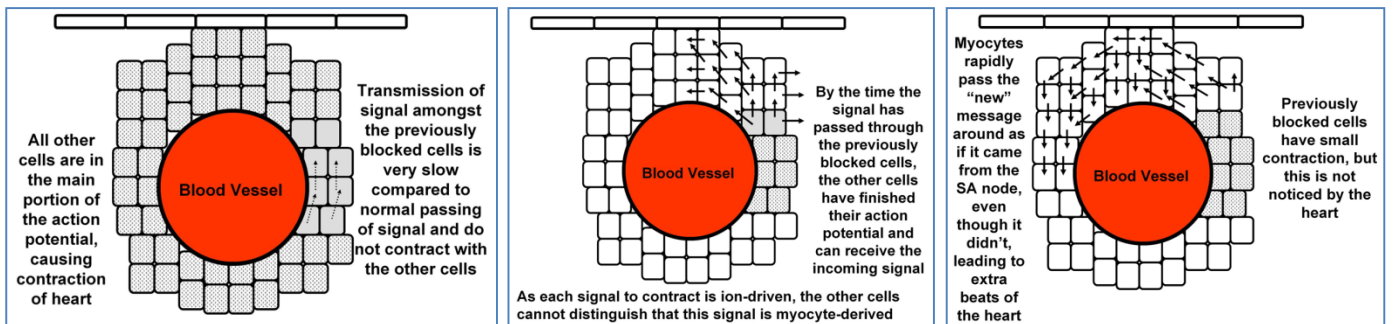 All other
cells are in
the main
portion of
the action
potential,
causing
contraction
of heart
Blood Vessel
Transmission of
signal amongst
the previously
blocked cells is
very slow
compared to
normal passing
of signal and do
not contract with
the other cells
Blood Vessel
By the time the
signal has
passed through
the previously
blocked cells,
the other cells
have finished
their action
potential and
can receive the
incoming signal
As each signal to contract is ion-driven, the other cells
cannot distinguish that this signal is myocyte-derived
Myocytes
rapidly
pass the
“new”
message
around as
if it came
from the
SA node,
even
though it
didn’t,
leading to
extra
beats of
the heart
Blood Vessel
Previously
blocked cells
have small
contraction, but
this is not
noticed by the
heart